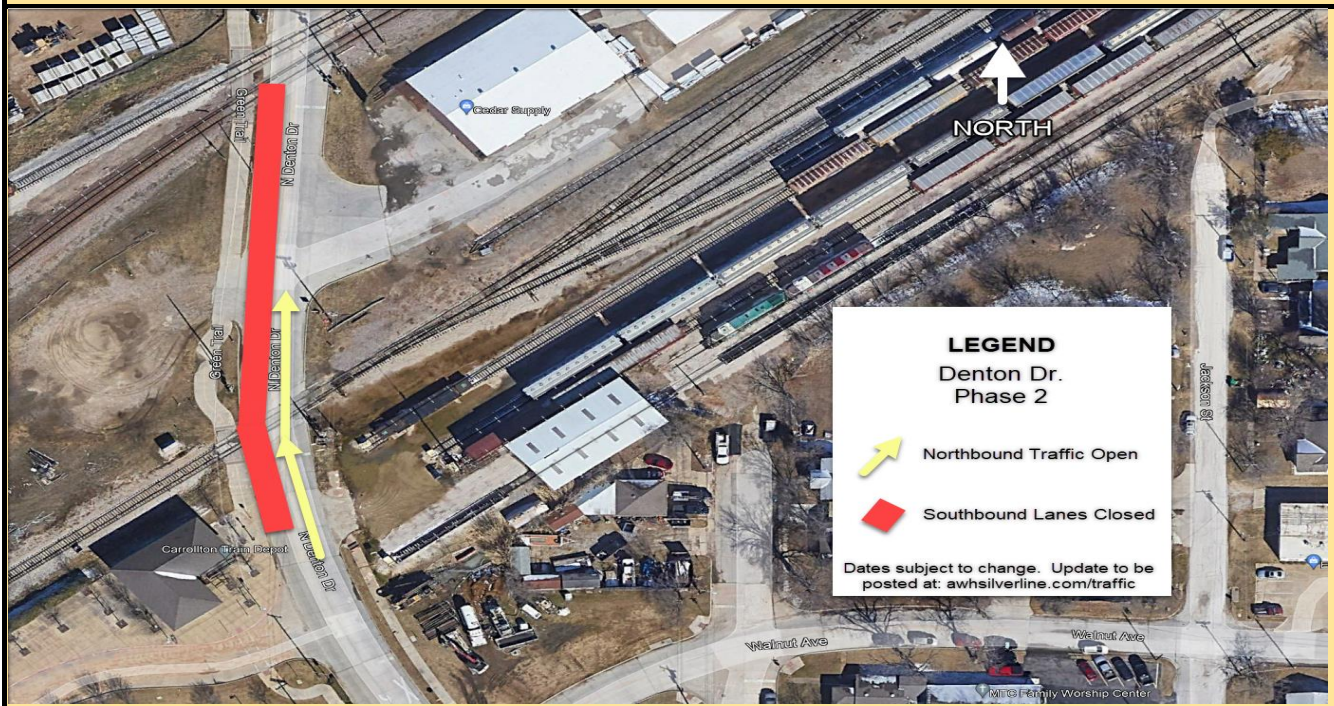 Green Trail
N Denton Dr
Cedar Supply
NORTH
Green Trail
N Denton Dr
Jackson St
LEGEND
Denton Dr.
Phase 2
Northbound Traffic Open
Southbound Lanes Closed
Dates subject to change. Update to be
posted at: awhsilverline.com/traffic
Carrollton Train Depot
N Denton Dr
Walnut Ave
Walnut Ave
MTC Family Worship Center